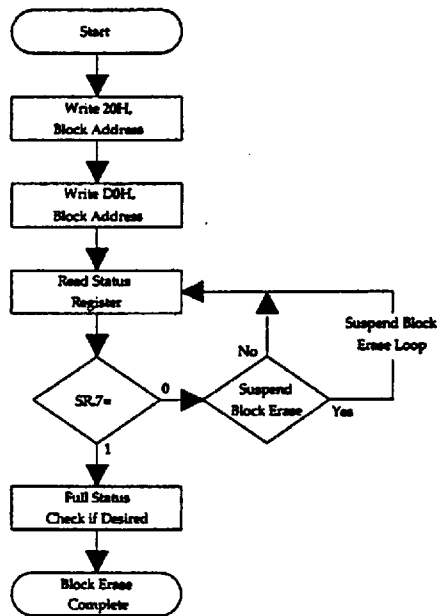 Start
Write 20H,
Block Address
Write D0H,
Block Address
Read Status
Register
Suspend Block
Erase Loop
No
SR.7=
0
Suspend
Block Erase
Yes
1
Full Status
Check if Desired
Block Erase
Complete